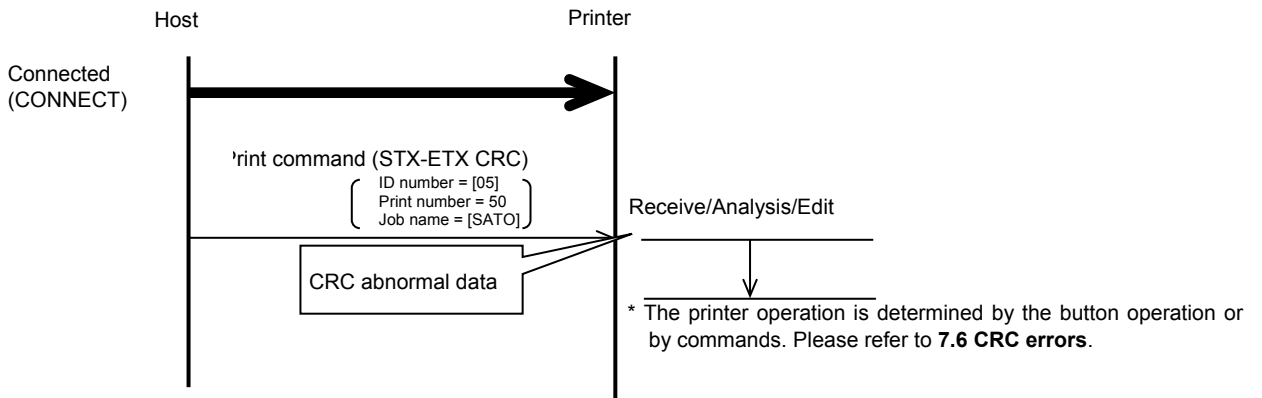 Host
Printer
Connected
(CONNECT)
Print command (STX-ETX CRC)
ID number = [05]
Print number = 50
Job name = [SATO]
Receive/Analysis/Edit
CRC abnormal data
* The printer operation is determined by the button operation or
by commands. Please refer to 7.6 CRC errors.